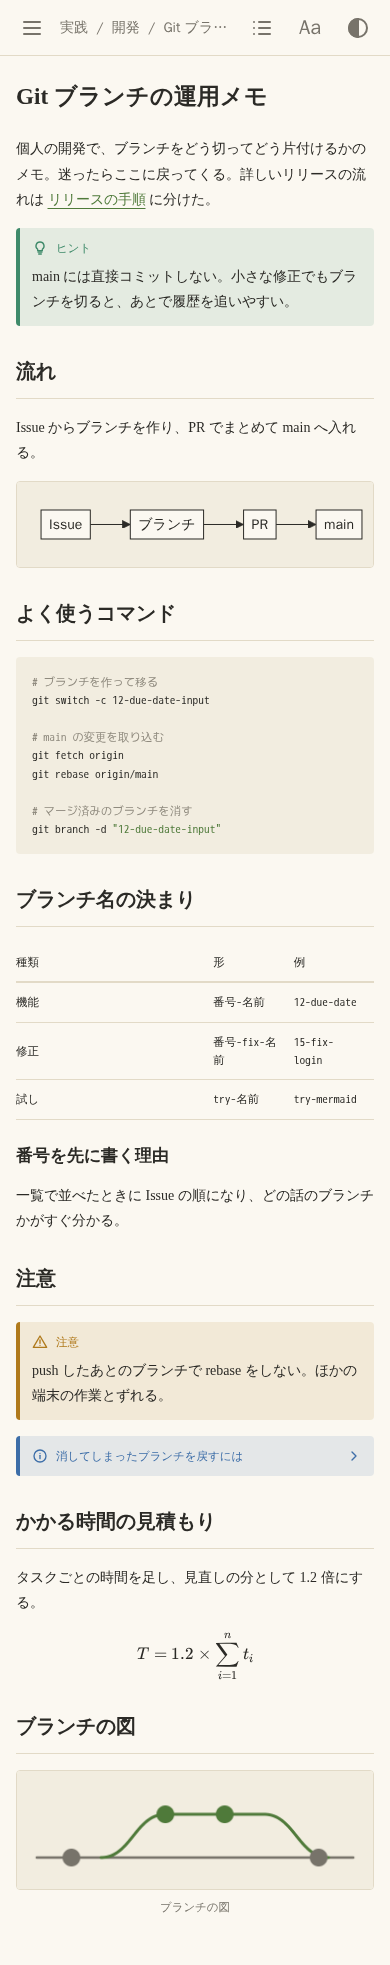 実践 / 開発 / Git ブラ…
Aa
Git ブランチの運用メモ
個人の開発で、ブランチをどう切ってどう片付けるかの
メモ。迷ったらここに戻ってくる。詳しいリリースの流
れは リリースの手順 に分けた。
ヒント
main には直接コミットしない。小さな修正でもブラ
ンチを切ると、あとで履歴を追いやすい。
流れ
Issue からブランチを作り、PR でまとめて main へ入れ
る。
Issue ブランチ PR main
よく使うコマンド
# ブランチを作って移る
git switch -c 12-due-date-input
# main の変更を取り込む
git fetch origin
git rebase origin/main
# マージ済みのブランチを消す
git branch -d "12-due-date-input"
ブランチ名の決まり
種類 形 例
機能 番号-名前 12-due-date
修正 番号-fix-名前 15-fix-login
試し try-名前 try-mermaid
番号を先に書く理由
一覧で並べたときに Issue の順になり、どの話のブランチ
かがすぐ分かる。
注意
注意
push したあとのブランチで rebase をしない。ほかの
端末の作業とずれる。
消してしまったブランチを戻すには
かかる時間の見積もり
タスクごとの時間を足し、見直しの分として 1.2 倍にす
る。
T = 1.2 × ∑_{i=1}^{n} t_i
ブランチの図
ブランチの図